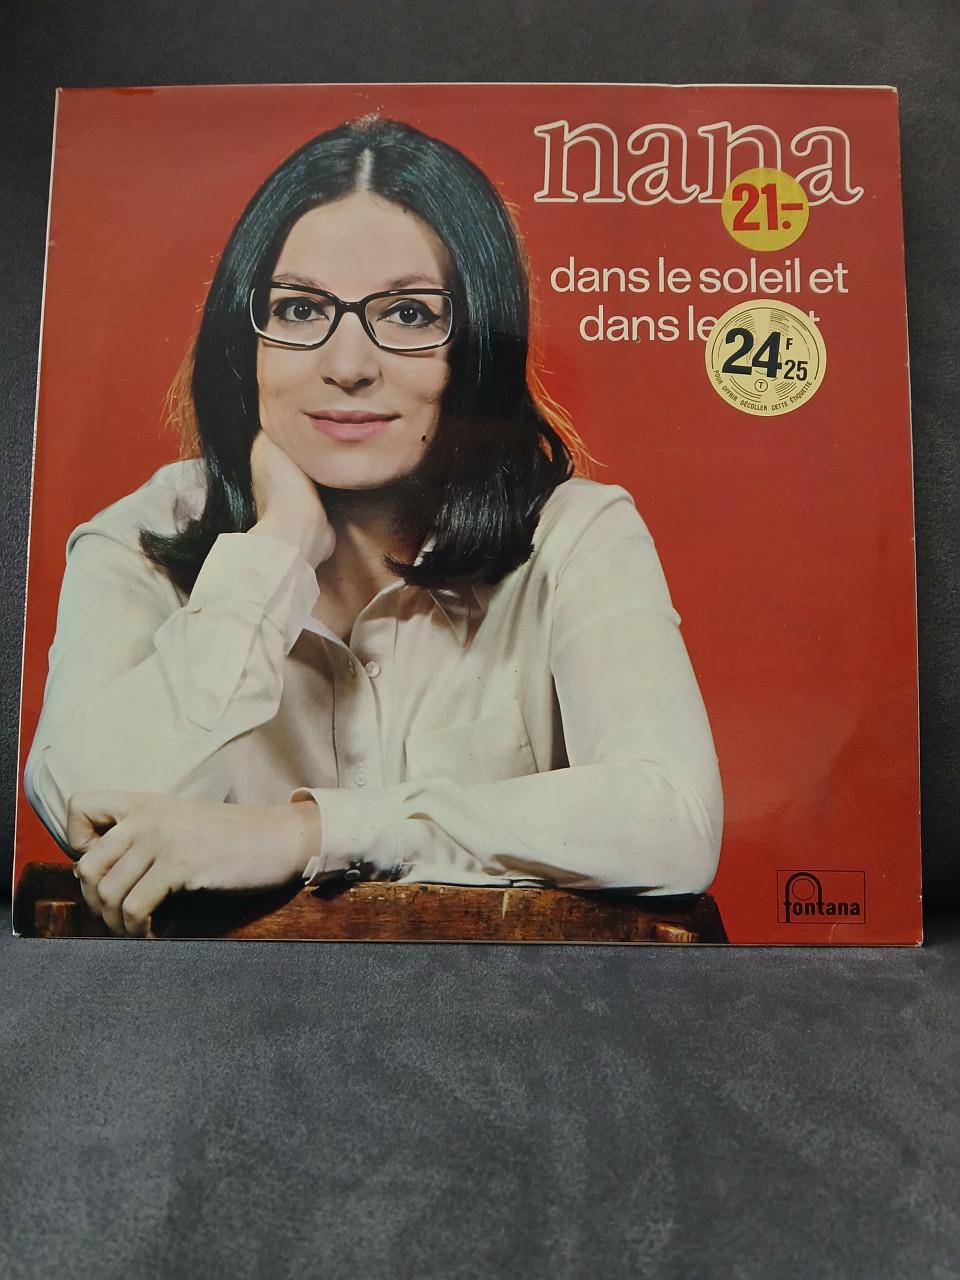 nana
21.-
dans le soleil et
dans le
24 F 25
T
POUR OFFRIR DÉCOLLER CETTE ÉTIQUETTE
fontana